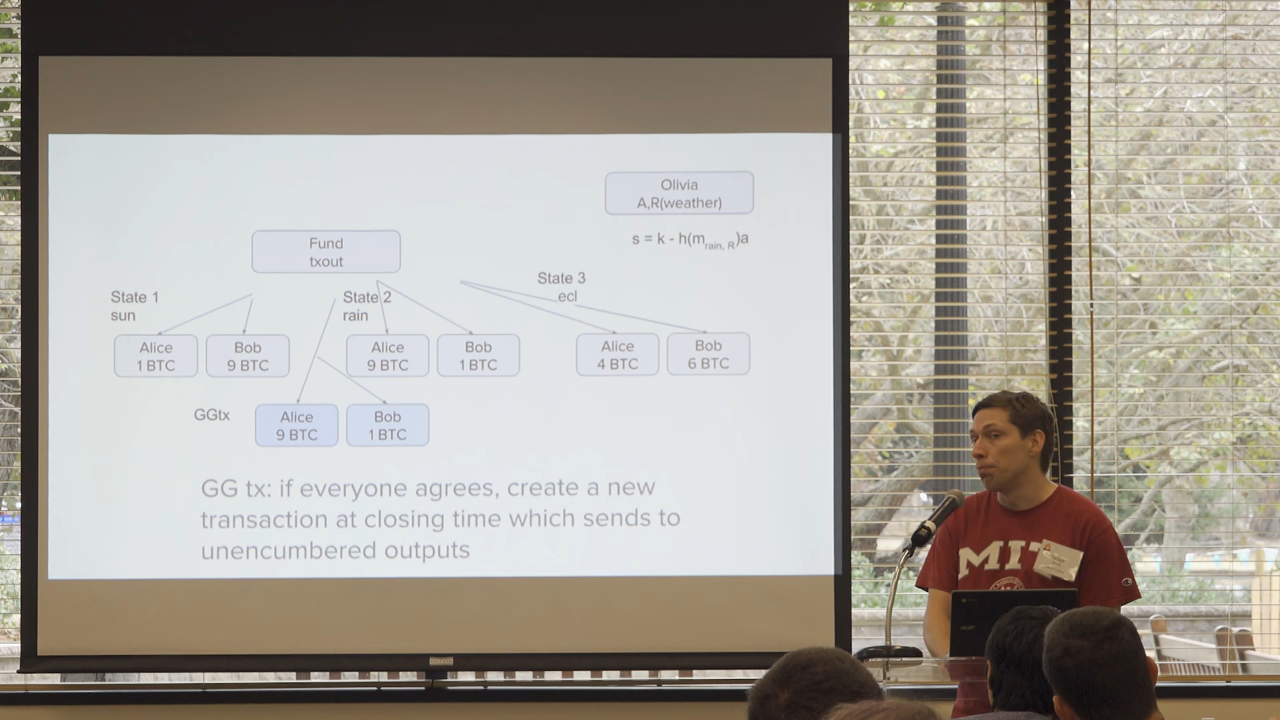 Olivia
A,R(weather)
s = k - h(m_rain, R)a
Fund
txout
State 1
sun
State 2
rain
State 3
ecl
Alice
1 BTC
Bob
9 BTC
Alice
9 BTC
Bob
1 BTC
Alice
4 BTC
Bob
6 BTC
GGtx
Alice
9 BTC
Bob
1 BTC
GG tx: if everyone agrees, create a new
transaction at closing time which sends to
unencumbered outputs
MIT
acer